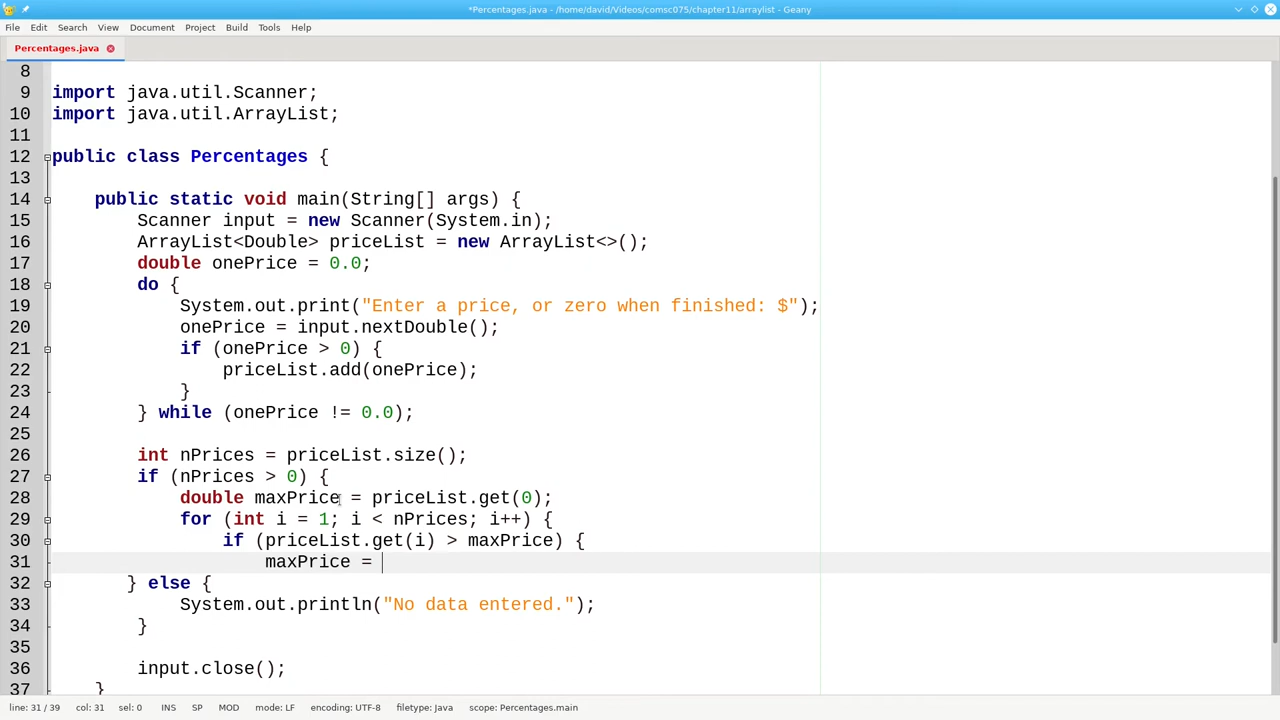 *Percentages.java - /home/david/Videos/comsc075/chapter11/arraylist - Geany
File Edit Search View Document Project Build Tools Help
Percentages.java
8
9 import java.util.Scanner;
10 import java.util.ArrayList;
11
12 public class Percentages {
13
14     public static void main(String[] args) {
15         Scanner input = new Scanner(System.in);
16         ArrayList<Double> priceList = new ArrayList<>();
17         double onePrice = 0.0;
18         do {
19             System.out.print("Enter a price, or zero when finished: $");
20             onePrice = input.nextDouble();
21             if (onePrice > 0) {
22                 priceList.add(onePrice);
23             }
24         } while (onePrice != 0.0);
25
26         int nPrices = priceList.size();
27         if (nPrices > 0) {
28             double maxPrice = priceList.get(0);
29             for (int i = 1; i < nPrices; i++) {
30                 if (priceList.get(i) > maxPrice) {
31                     maxPrice =
32        } else {
33             System.out.println("No data entered.");
34         }
35
36         input.close();
37     }
line: 31 / 39 col: 31 sel: 0 INS SP MOD mode: LF encoding: UTF-8 filetype: Java scope: Percentages.main